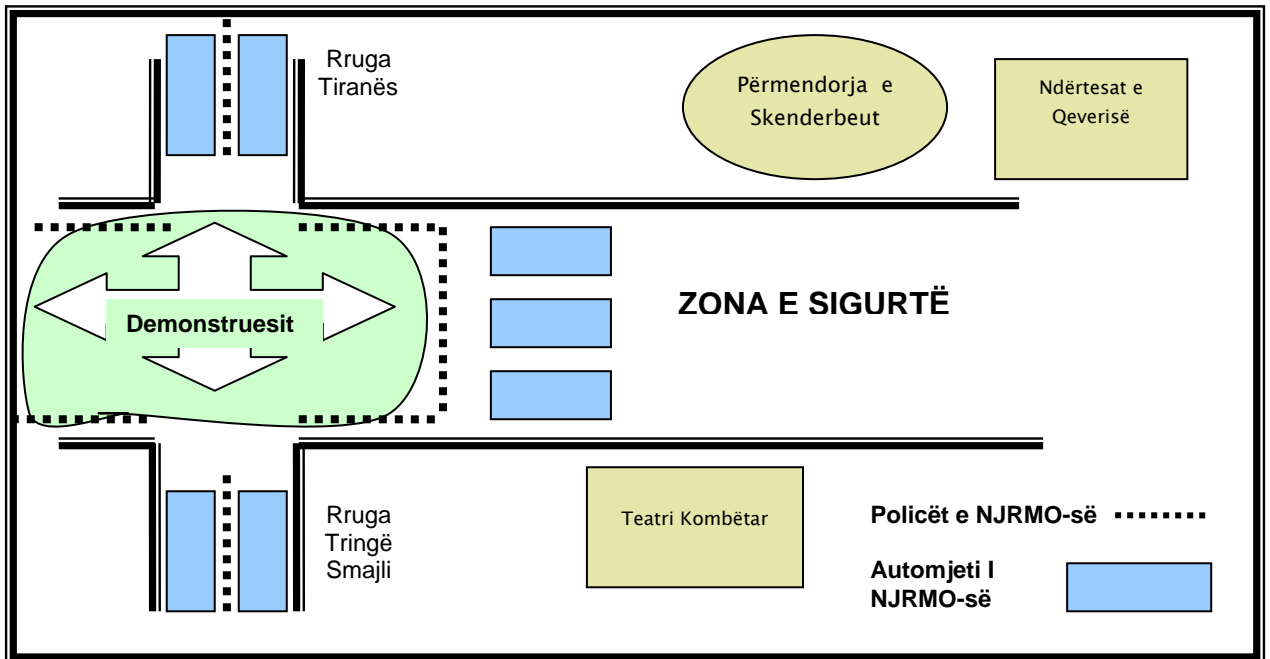 Rruga
Tiranës
Përmendorja e
Skenderbeut
Ndërtesat e
Qeverisë
Demonstruesit
ZONA E SIGURTË
Rruga
Tringë
Smajli
Teatri Kombëtar
Policët e NJRMO-së
Automjeti I
NJRMO-së